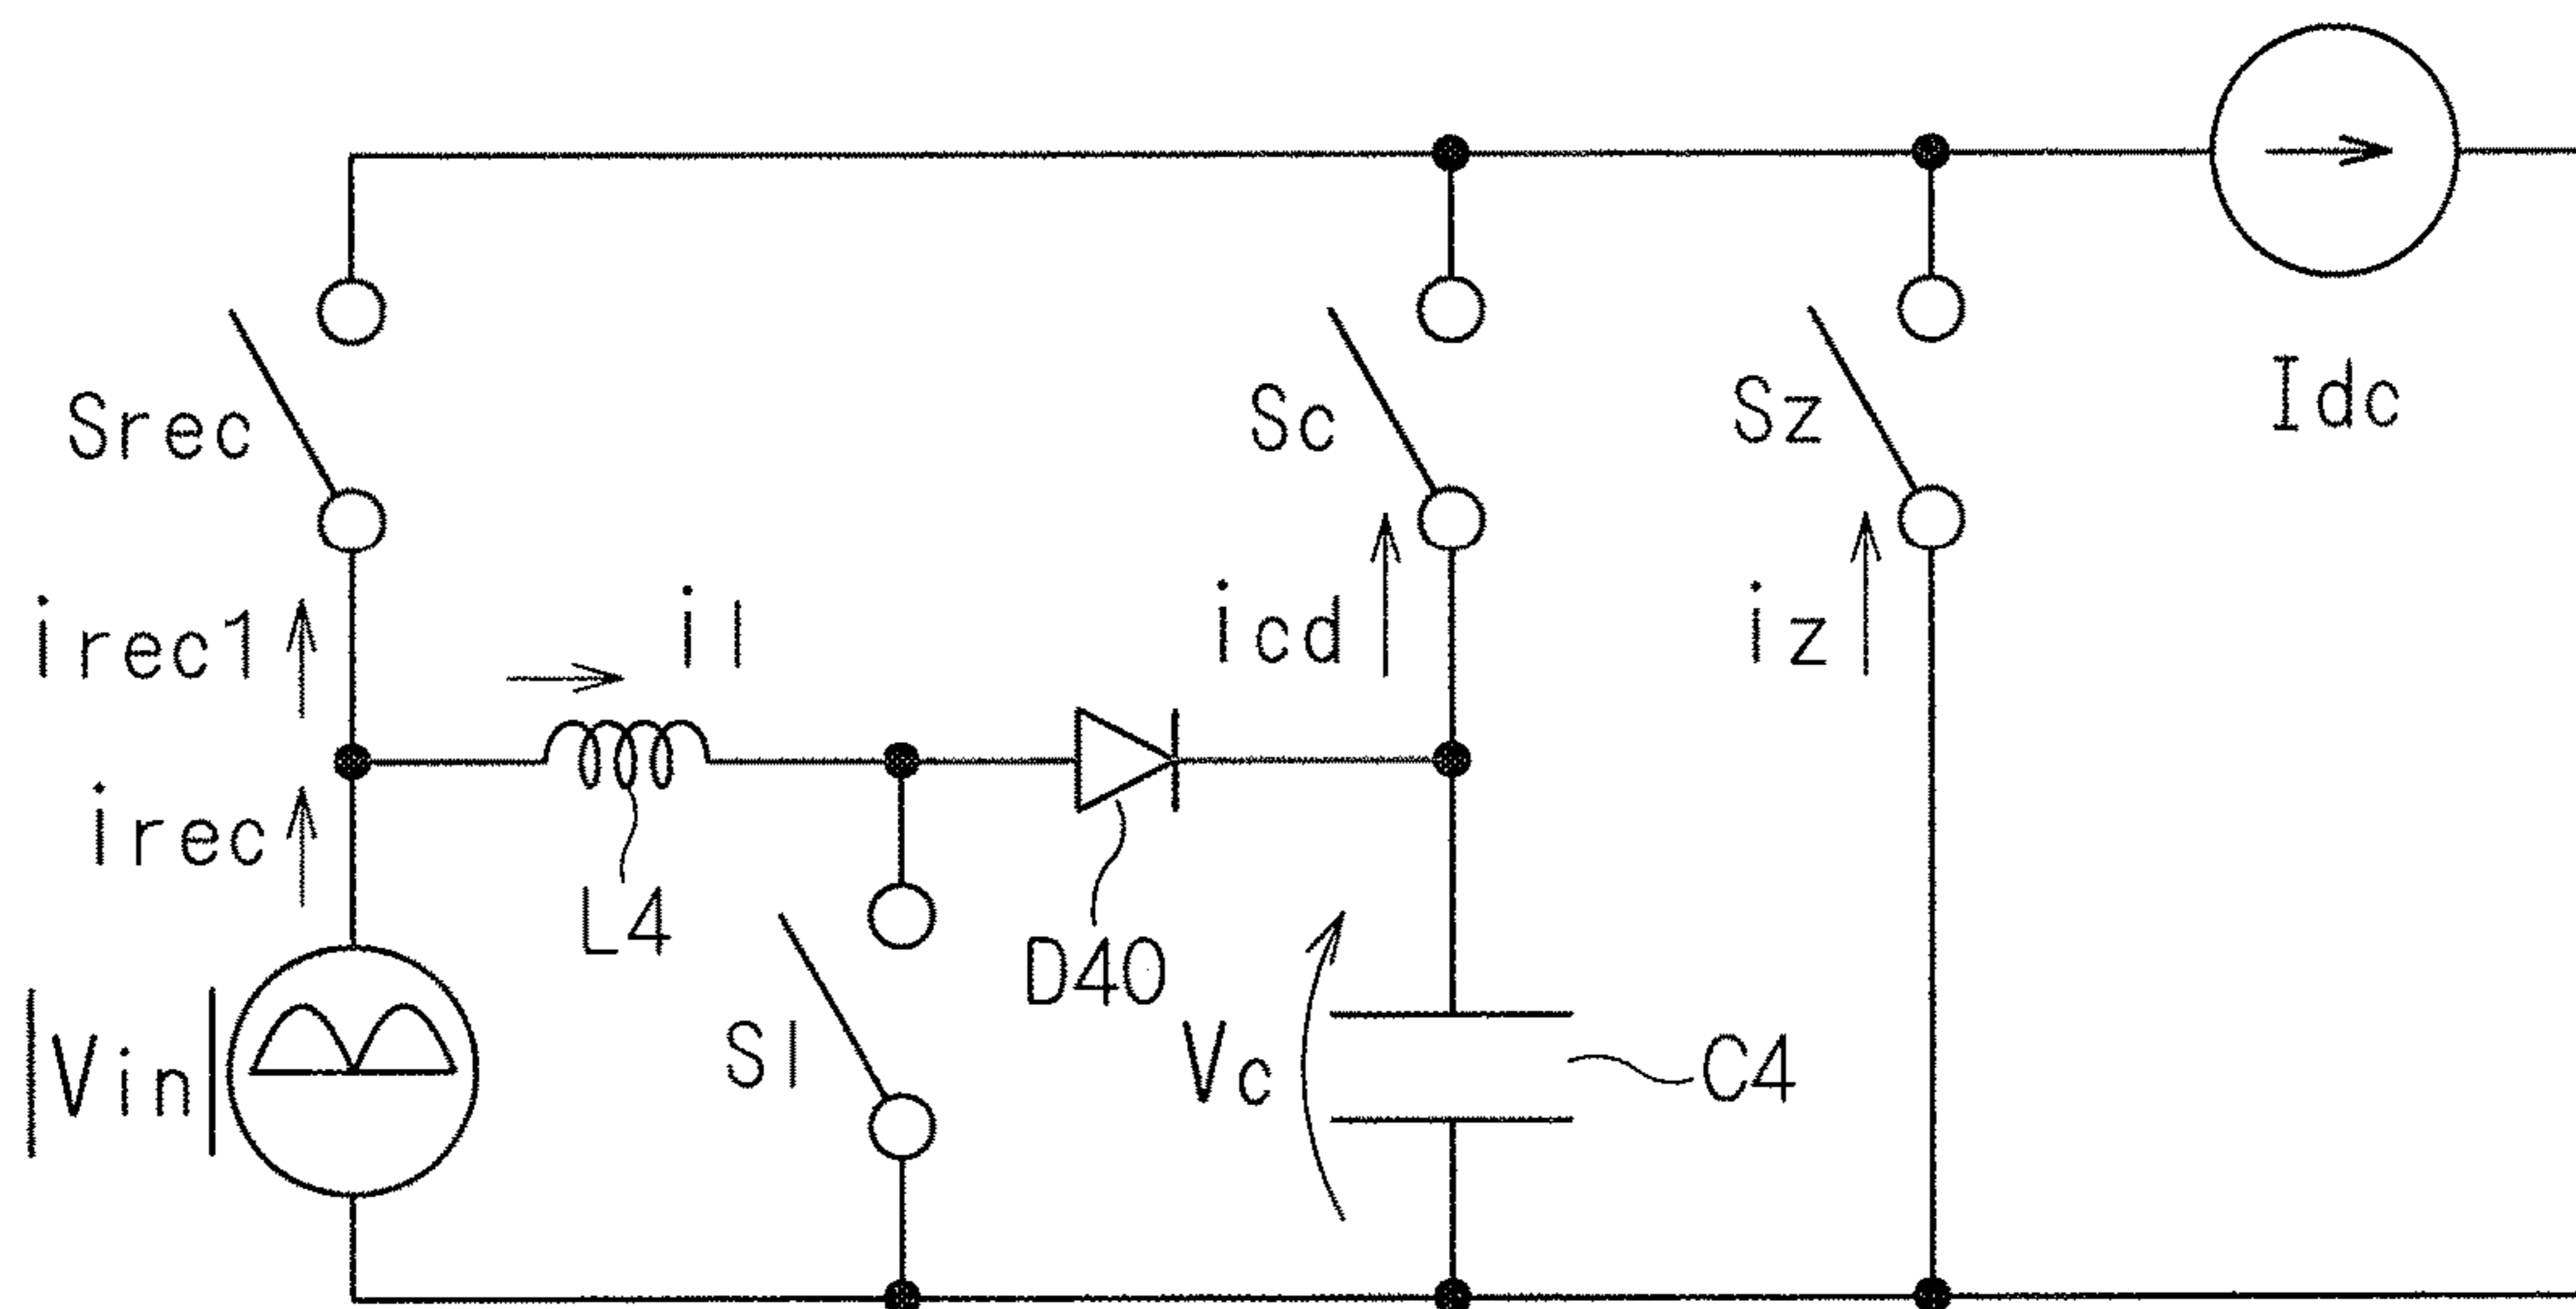 Srec
Sc
Sz
Idc
irec1
il
icd
iz
irec
L4
D40
|Vin|
Sl
Vc
C4